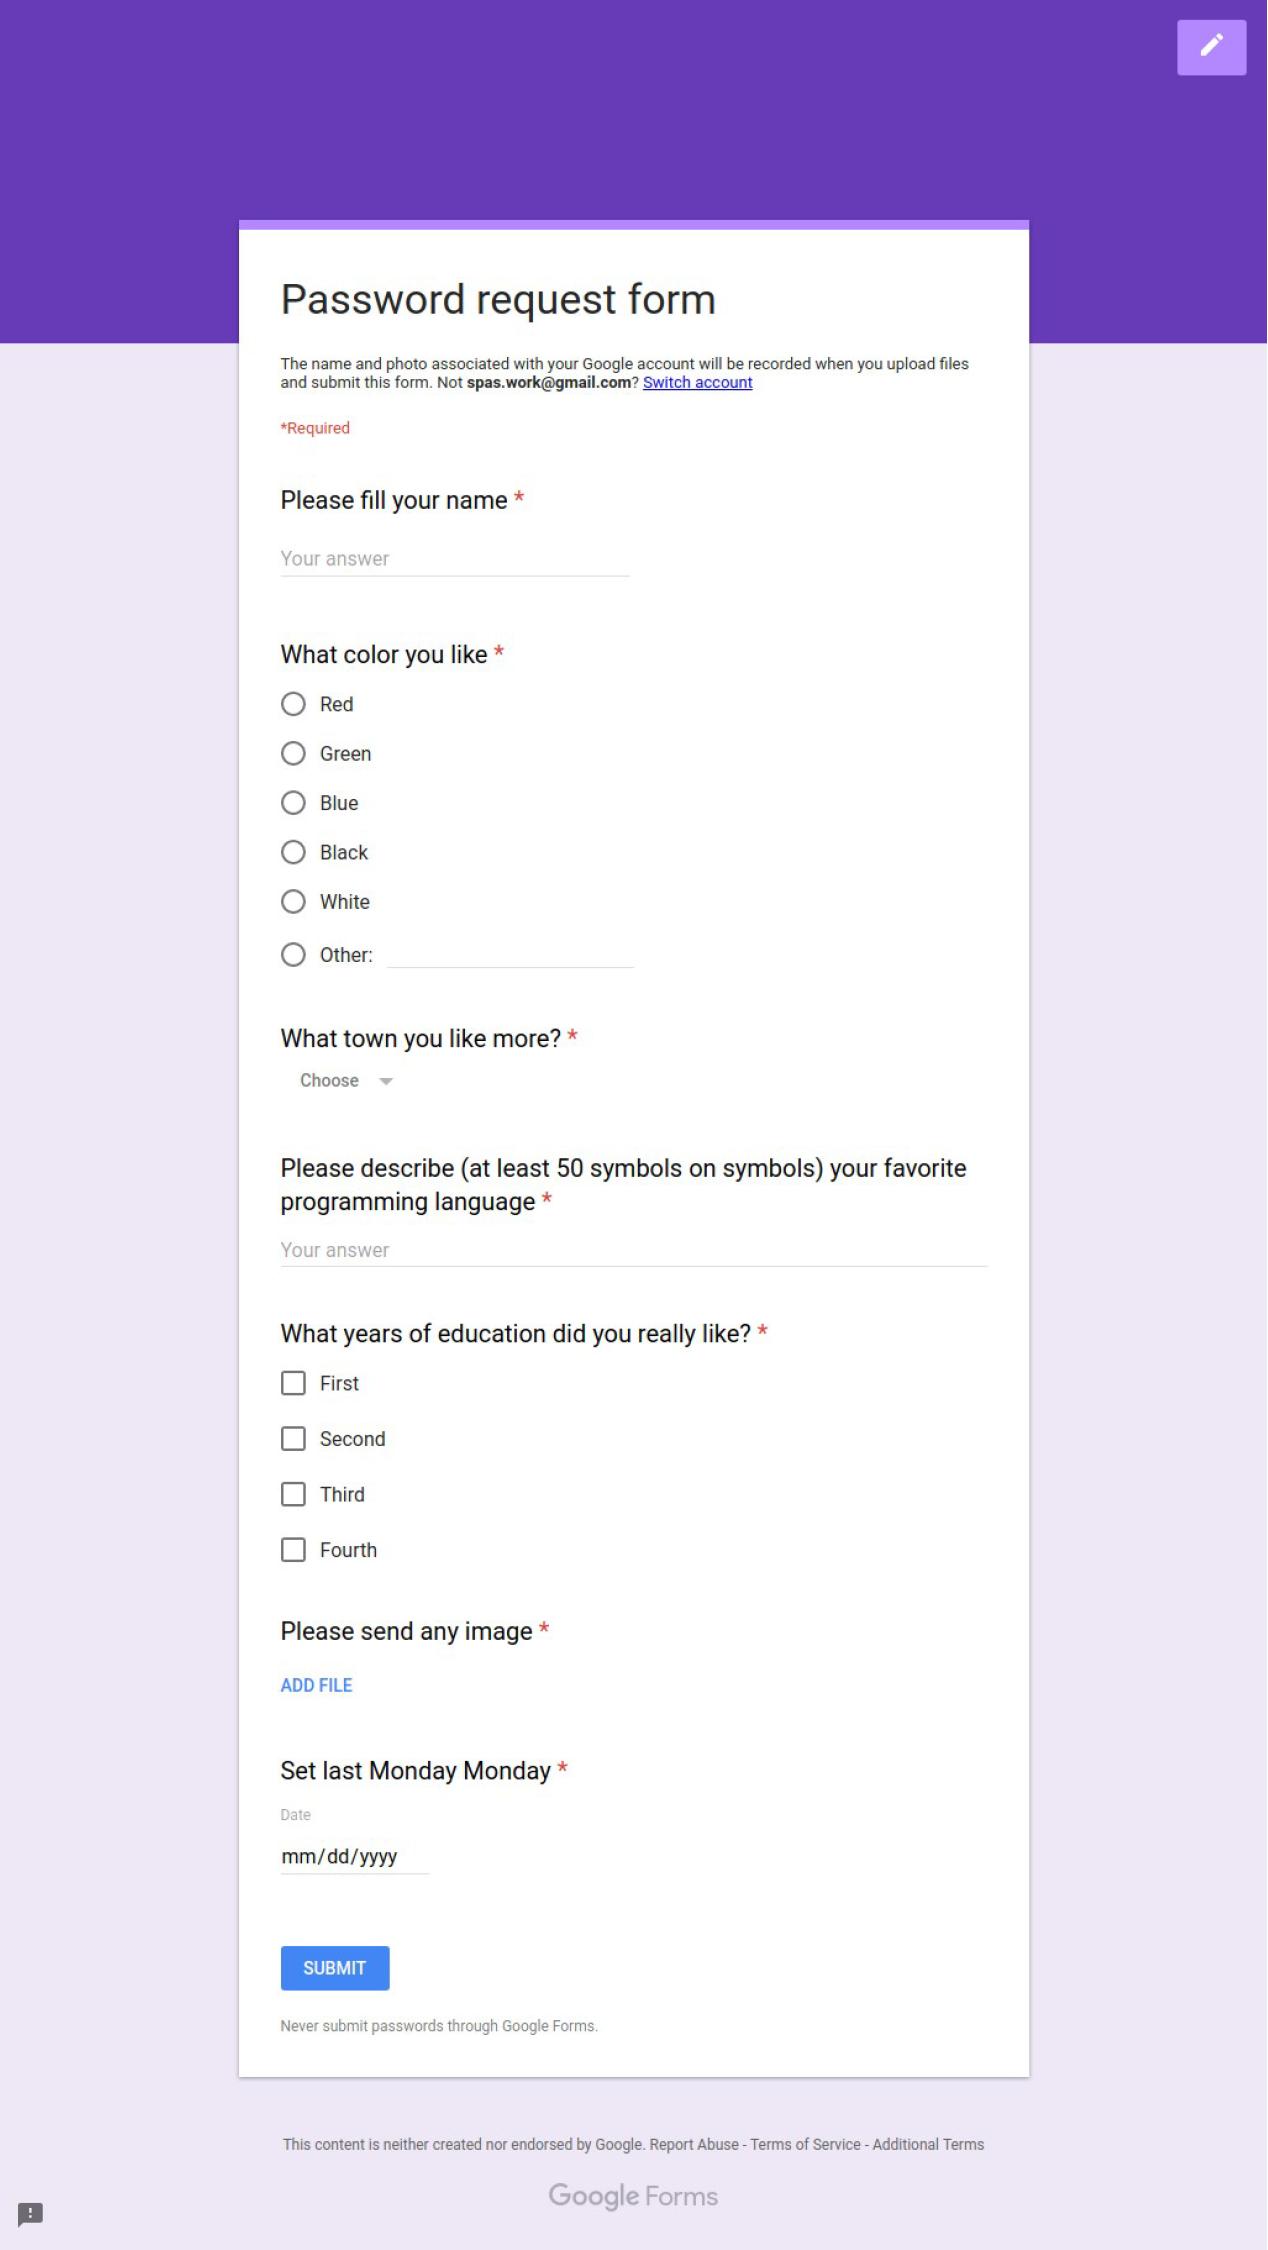 Password request form
The name and photo associated with your Google account will be recorded when you upload files
and submit this form. Not spas.work@gmail.com? Switch account
*Required
Please fill your name *
Your answer
What color you like *
Red
Green
Blue
Black
White
Other:
What town you like more? *
Choose
Please describe (at least 50 symbols on symbols) your favorite
programming language *
Your answer
What years of education did you really like? *
First
Second
Third
Fourth
Please send any image *
ADD FILE
Set last Monday Monday *
Date
mm/dd/yyyy
SUBMIT
Never submit passwords through Google Forms.
This content is neither created nor endorsed by Google. Report Abuse - Terms of Service - Additional Terms
Google Forms